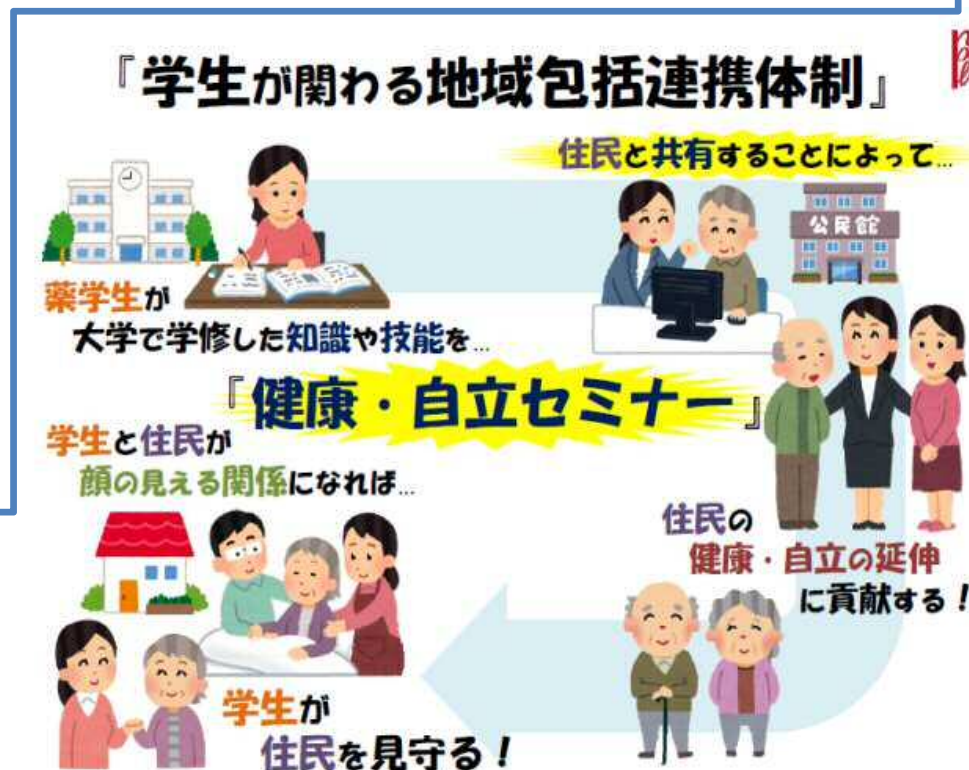 『学生が関わる地域包括連携体制』
住民と共有することによって…
公民館
薬学生が
大学で学修した知識や技能を…
『健康・自立セミナー』
学生と住民が
顔の見える関係になれば…
住民の
健康・自立の延伸
に貢献する！
学生が
住民を見守る！